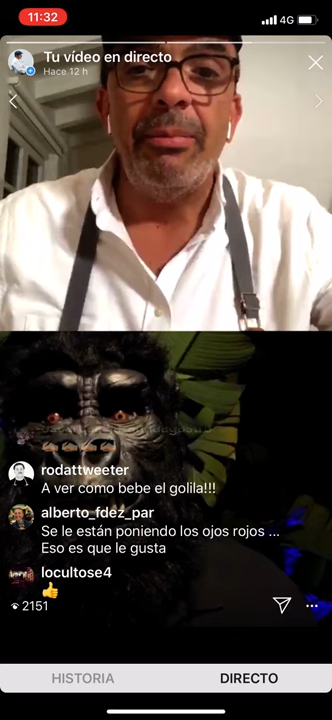 11:32
4G
Tu vídeo en directo
Hace 12 h
rodattweeter
A ver como bebe el golila!!!
alberto_fdez_par
Se le están poniendo los ojos rojos ...
Eso es que le gusta
locultose4
2151
HISTORIA
DIRECTO